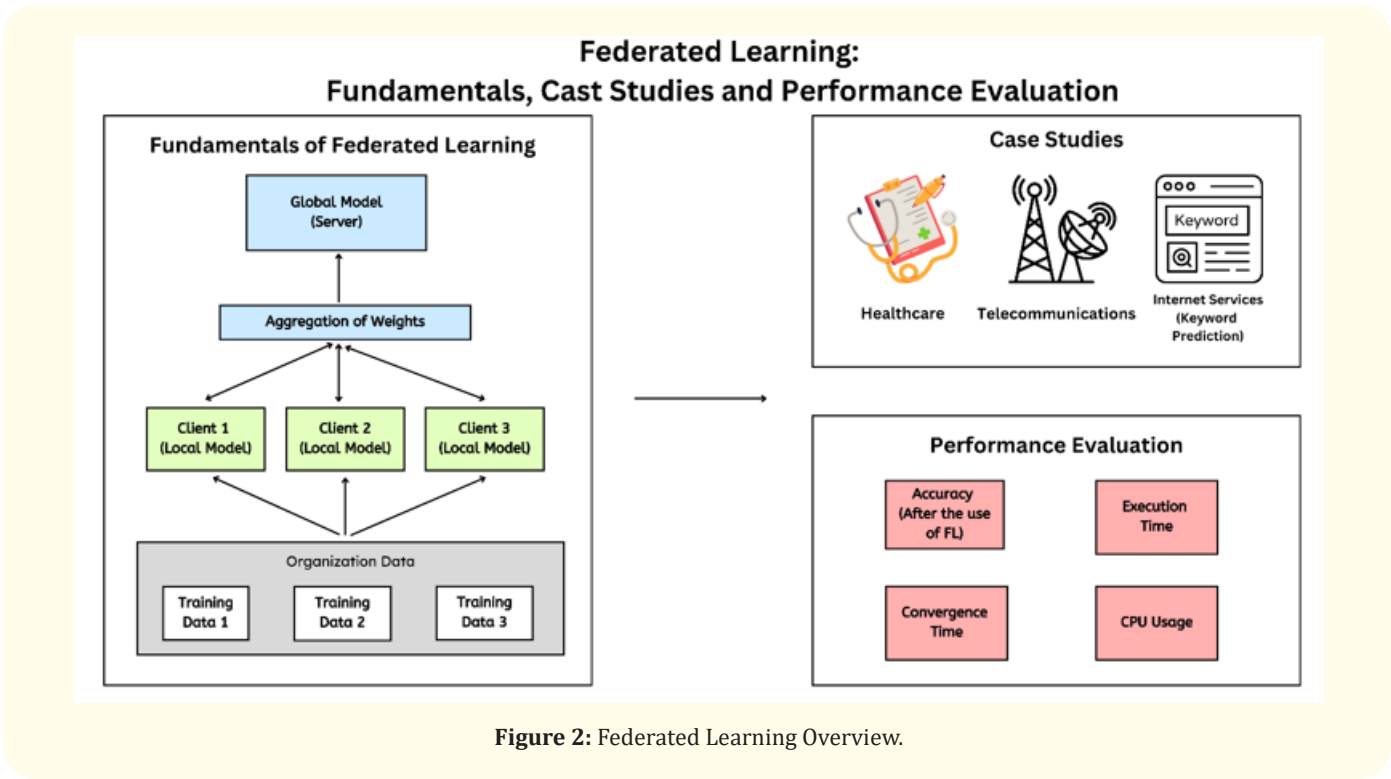 Federated Learning:
Fundamentals, Cast Studies and Performance Evaluation
Fundamentals of Federated Learning
Global Model
(Server)
Aggregation of Weights
Client 1
(Local Model)
Client 2
(Local Model)
Client 3
(Local Model)
Organization Data
Training
Data 1
Training
Data 2
Training
Data 3
Case Studies
Keyword
Healthcare
Telecommunications
Internet Services
(Keyword
Prediction)
Performance Evaluation
Accuracy
(After the use
of FL)
Execution
Time
Convergence
Time
CPU Usage
Figure 2: Federated Learning Overview.